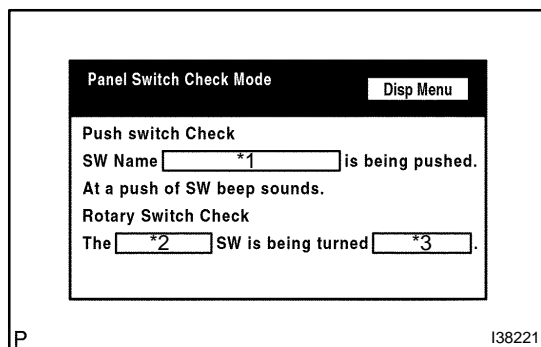 Panel Switch Check Mode
Disp Menu
Push switch Check
SW Name *1 is being pushed.
At a push of SW beep sounds.
Rotary Switch Check
The *2 SW is being turned *3 .
P
I38221